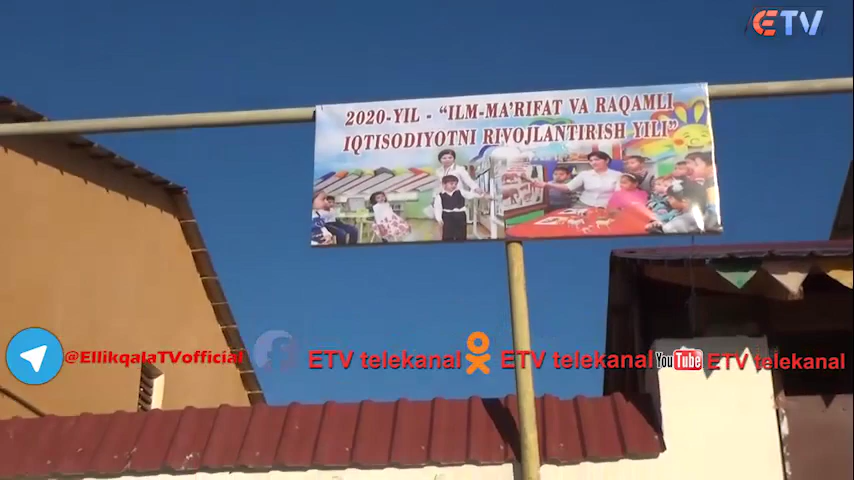 ETV
2020-YIL - “ILM-MA’RIFAT VA RAQAMLI
IQTISODIYOTNI RIVOJLANTIRISH YILI”
@EllikqalaTVofficial
ETV telekanal
ETV telekanal
YouTube
ETV telekanal